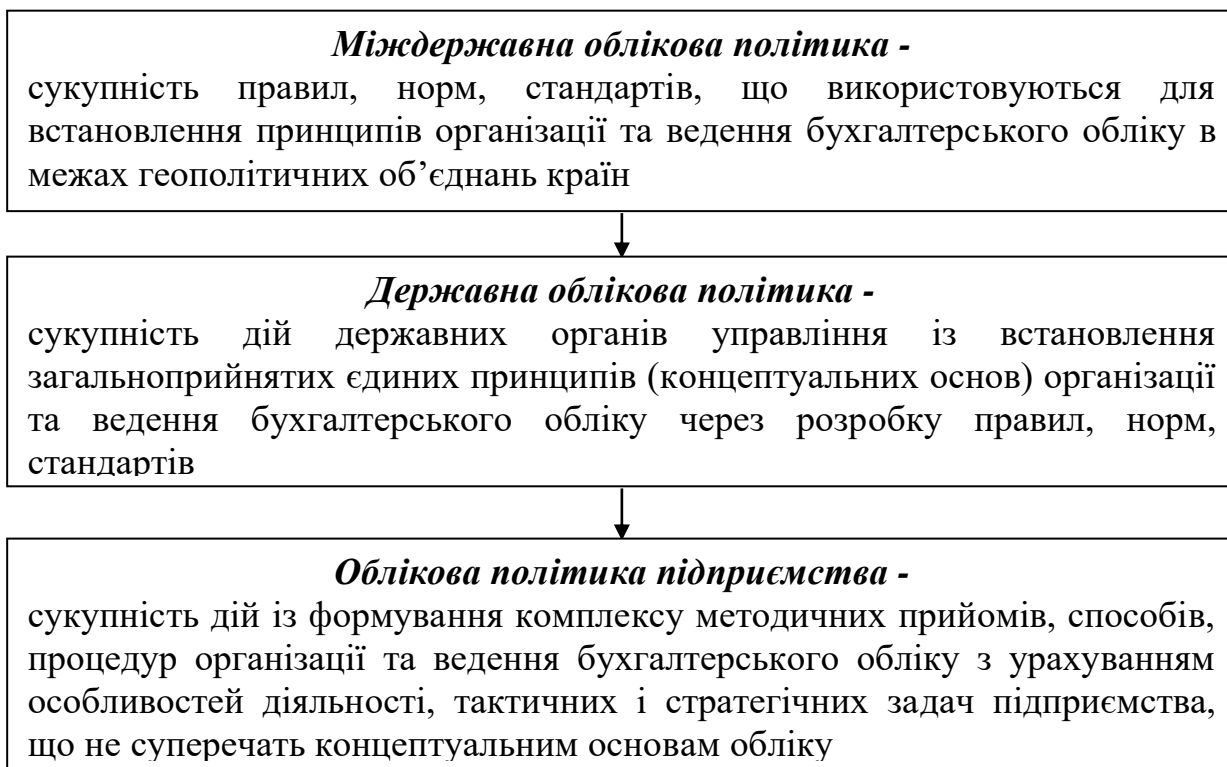 Міждержавна облікова політика -
сукупність правил, норм, стандартів, що використовуються для
встановлення принципів організації та ведення бухгалтерського обліку в
межах геополітичних об’єднань країн
Державна облікова політика -
сукупність дій державних органів управління із встановлення
загальноприйнятих єдиних принципів (концептуальних основ) організації
та ведення бухгалтерського обліку через розробку правил, норм,
стандартів
Облікова політика підприємства -
сукупність дій із формування комплексу методичних прийомів, способів,
процедур організації та ведення бухгалтерського обліку з урахуванням
особливостей діяльності, тактичних і стратегічних задач підприємства,
що не суперечать концептуальним основам обліку